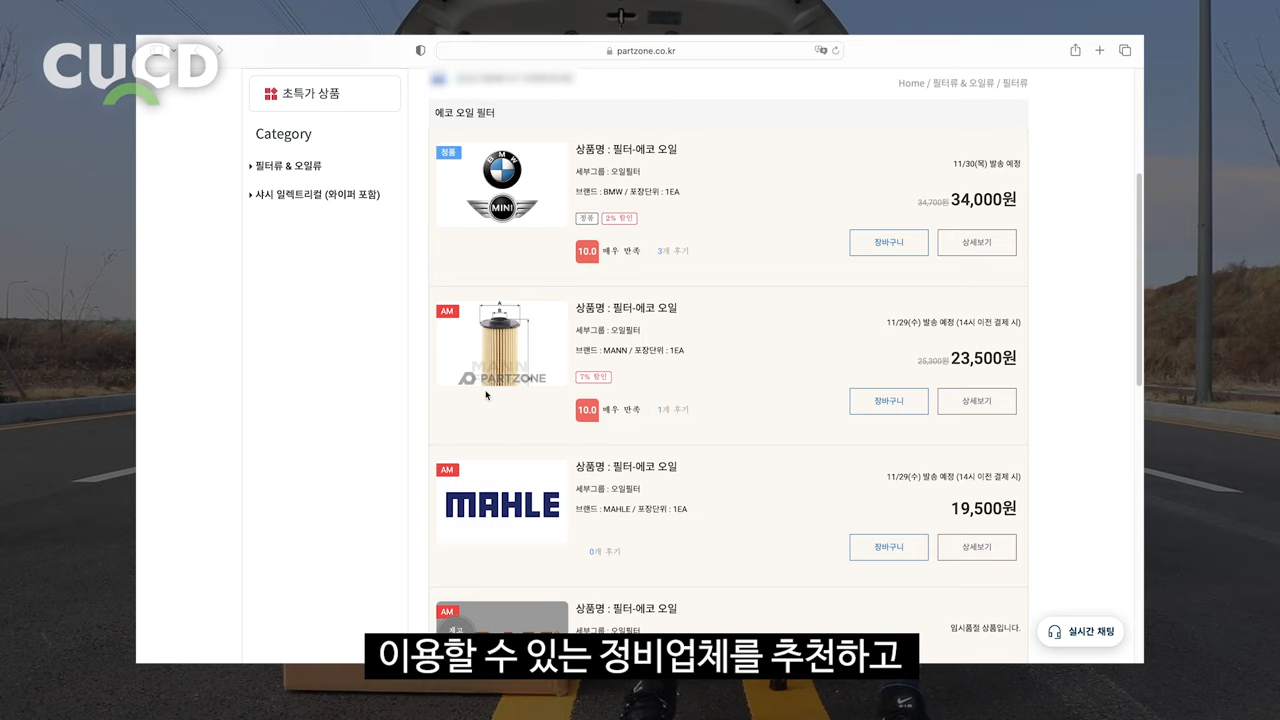 CUCD
partzone.co.kr
초특가 상품
Home / 필터류 & 오일류 / 필터류
Category
필터류 & 오일류
샤시 일렉트리컬 (와이퍼 포함)
에코 오일 필터
정품
BMW
MINI
상품명 : 필터-에코 오일
세부그룹 : 오일필터
브랜드 : BMW / 포장단위 : 1EA
정품 2% 할인
10.0 매우 만족 3개 후기
11/30(목) 발송 예정
34,700원 34,000원
장바구니 상세보기
AM
A
B
MANN
PARTZONE
상품명 : 필터-에코 오일
세부그룹 : 오일필터
브랜드 : MANN / 포장단위 : 1EA
7% 할인
10.0 매우 만족 1개 후기
11/29(수) 발송 예정 (14시 이전 결제 시)
25,300원 23,500원
장바구니 상세보기
AM
MAHLE
상품명 : 필터-에코 오일
세부그룹 : 오일필터
브랜드 : MAHLE / 포장단위 : 1EA
0개 후기
11/29(수) 발송 예정 (14시 이전 결제 시)
19,500원
장바구니 상세보기
AM
상품명 : 필터-에코 오일
세부그룹 : 오일필터
임시품절 상품입니다.
실시간 채팅
이용할 수 있는 정비업체를 추천하고